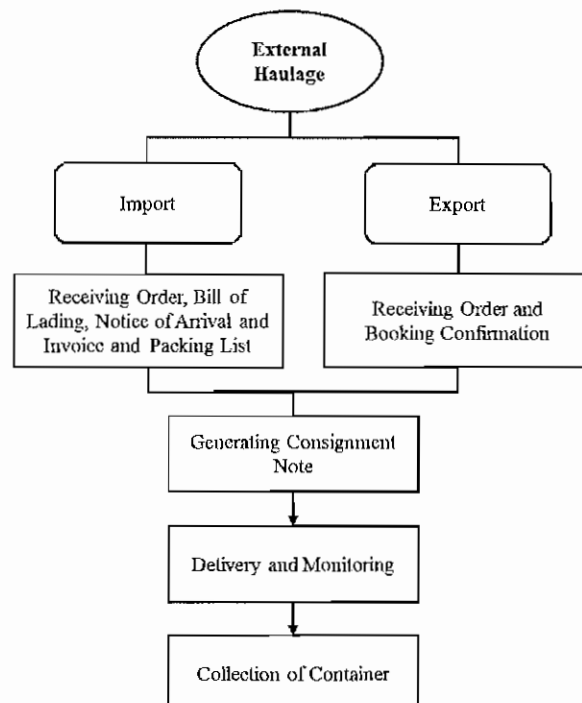 External
Haulage
Import
Export
Receiving Order, Bill of
Lading, Notice of Arrival and
Invoice and Packing List
Receiving Order and
Booking Confirmation
Generating Consignment
Note
Delivery and Monitoring
Collection of Container